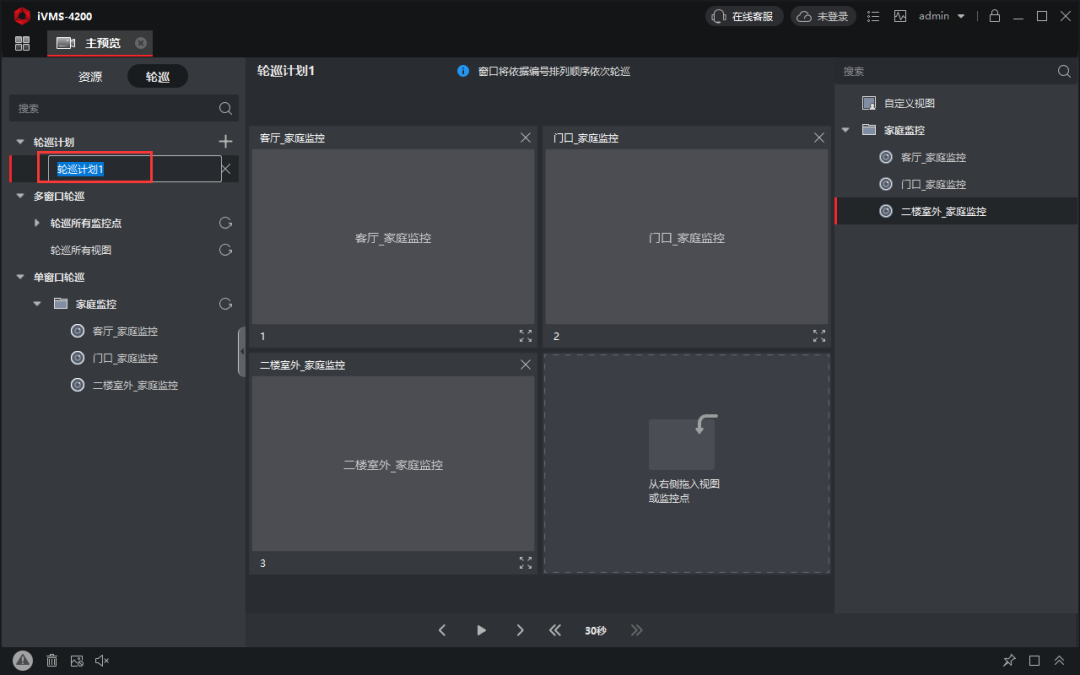 iVMS-4200
在线客服
未登录
admin
主预览
资源
轮巡
搜索
轮巡计划
轮巡计划1
多窗口轮巡
轮巡所有监控点
轮巡所有视图
单窗口轮巡
家庭监控
客厅_家庭监控
门口_家庭监控
二楼室外_家庭监控
轮巡计划1
窗口将依据编号排列顺序依次轮巡
客厅_家庭监控
客厅_家庭监控
1
门口_家庭监控
门口_家庭监控
2
二楼室外_家庭监控
二楼室外_家庭监控
3
从右侧拖入视图
或监控点
30秒
搜索
自定义视图
家庭监控
客厅_家庭监控
门口_家庭监控
二楼室外_家庭监控